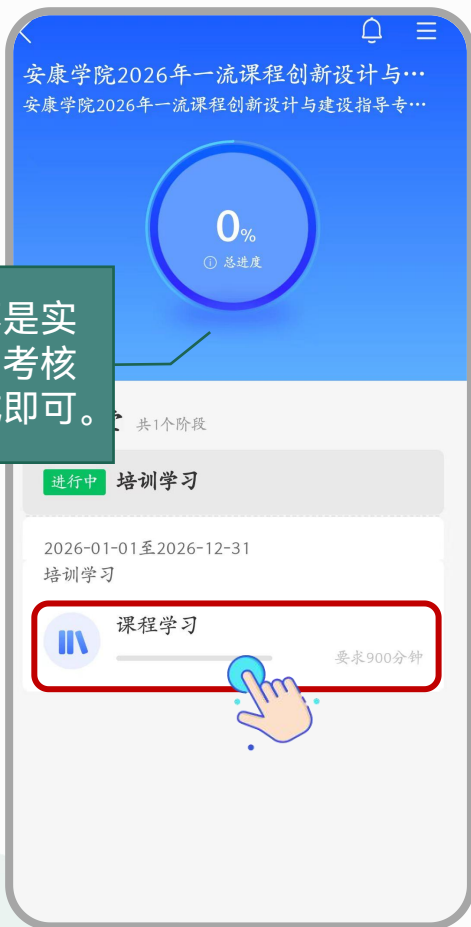 安康学院2026年一流课程创新设计与…
安康学院2026年一流课程创新设计与建设指导专…
0%
总进度
是实
考核
即可。
共1个阶段
进行中 培训学习
2026-01-01至2026-12-31
培训学习
课程学习
要求900分钟